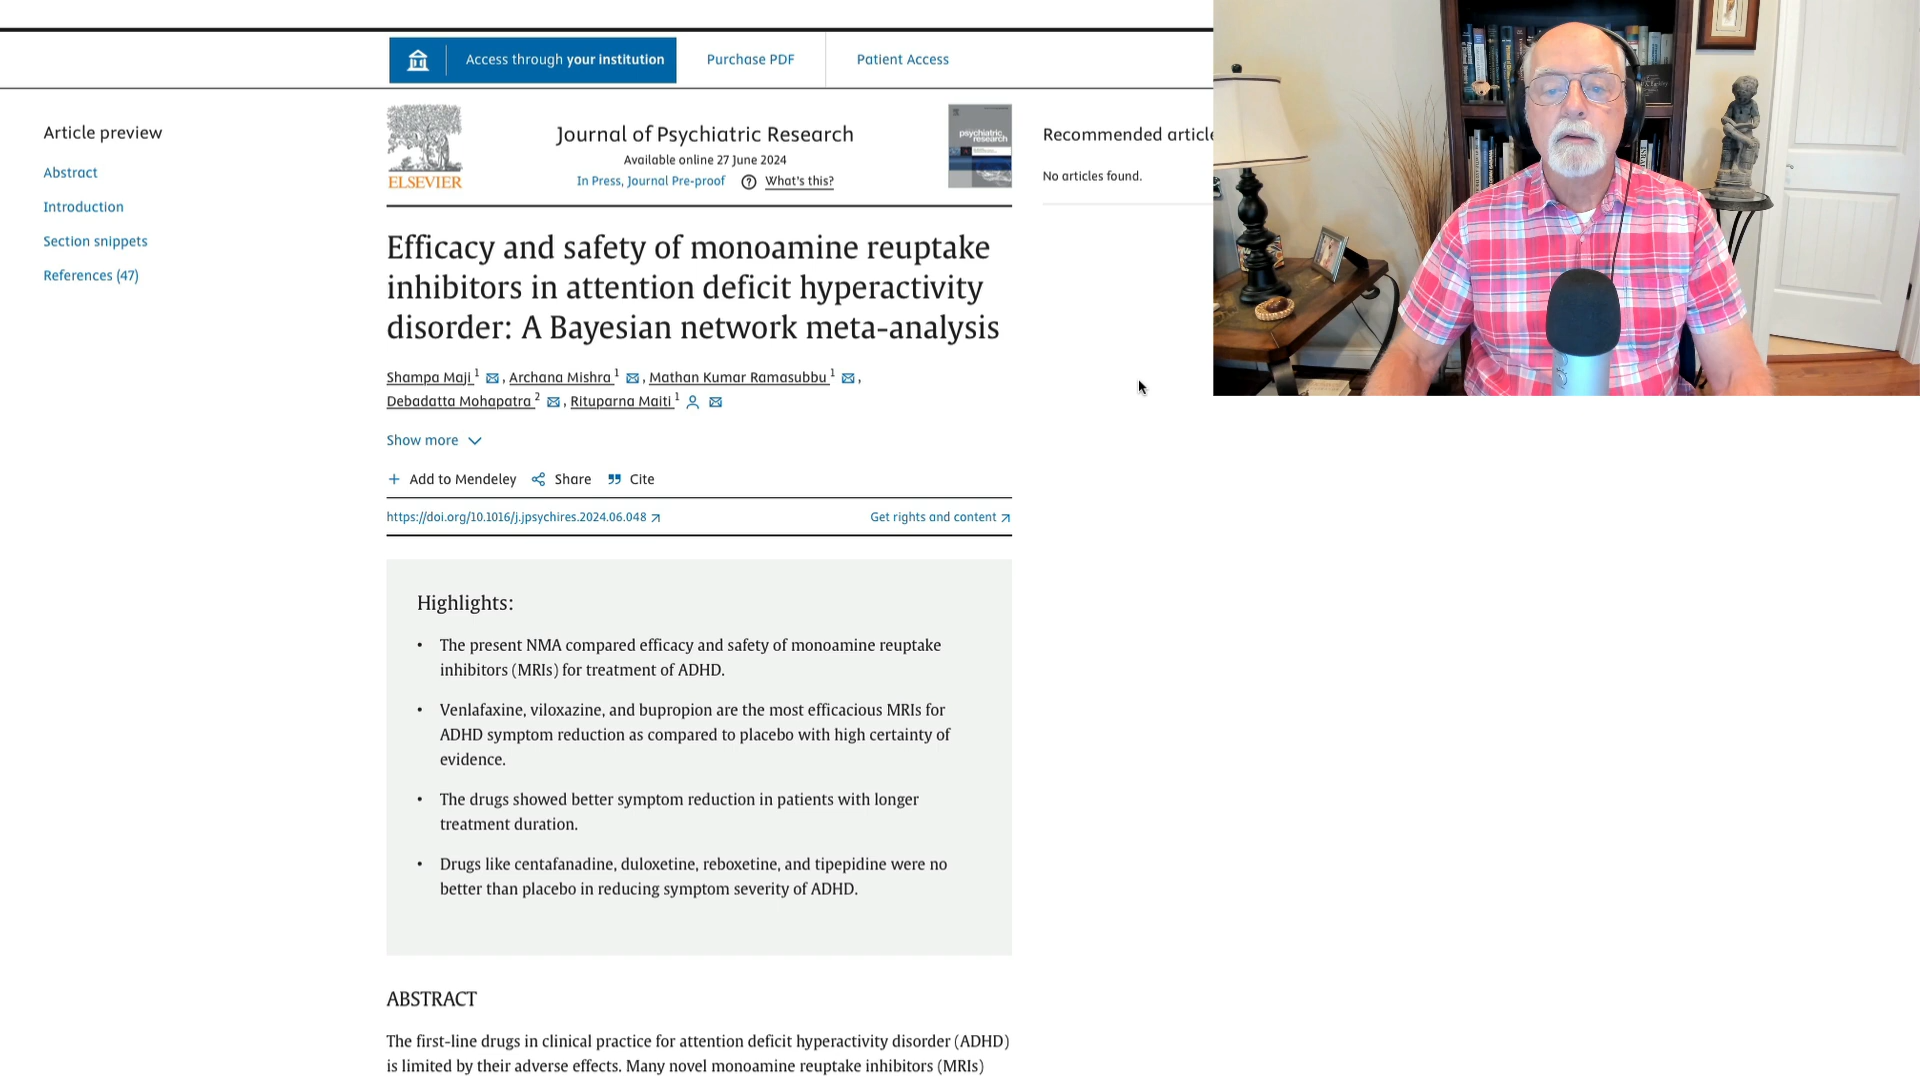 Access through your institution
Purchase PDF
Patient Access
Article preview
Abstract
Introduction
Section snippets
References (47)
ELSEVIER
Journal of Psychiatric Research
Available online 27 June 2024
In Press, Journal Pre-proof
What's this?
psychiatric
research
Recommended article
No articles found.
Efficacy and safety of monoamine reuptake
inhibitors in attention deficit hyperactivity
disorder: A Bayesian network meta-analysis
Shampa Maji 1, Archana Mishra 1, Mathan Kumar Ramasubbu 1,
Debadatta Mohapatra 2, Rituparna Maiti 1
Show more
Add to Mendeley Share Cite
https://doi.org/10.1016/j.jpsychires.2024.06.048
Get rights and content
Highlights:
• The present NMA compared efficacy and safety of monoamine reuptake
inhibitors (MRIs) for treatment of ADHD.
• Venlafaxine, viloxazine, and bupropion are the most efficacious MRIs for
ADHD symptom reduction as compared to placebo with high certainty of
evidence.
• The drugs showed better symptom reduction in patients with longer
treatment duration.
• Drugs like centafanadine, duloxetine, reboxetine, and tipepidine were no
better than placebo in reducing symptom severity of ADHD.
ABSTRACT
The first-line drugs in clinical practice for attention deficit hyperactivity disorder (ADHD)
is limited by their adverse effects. Many novel monoamine reuptake inhibitors (MRIs)